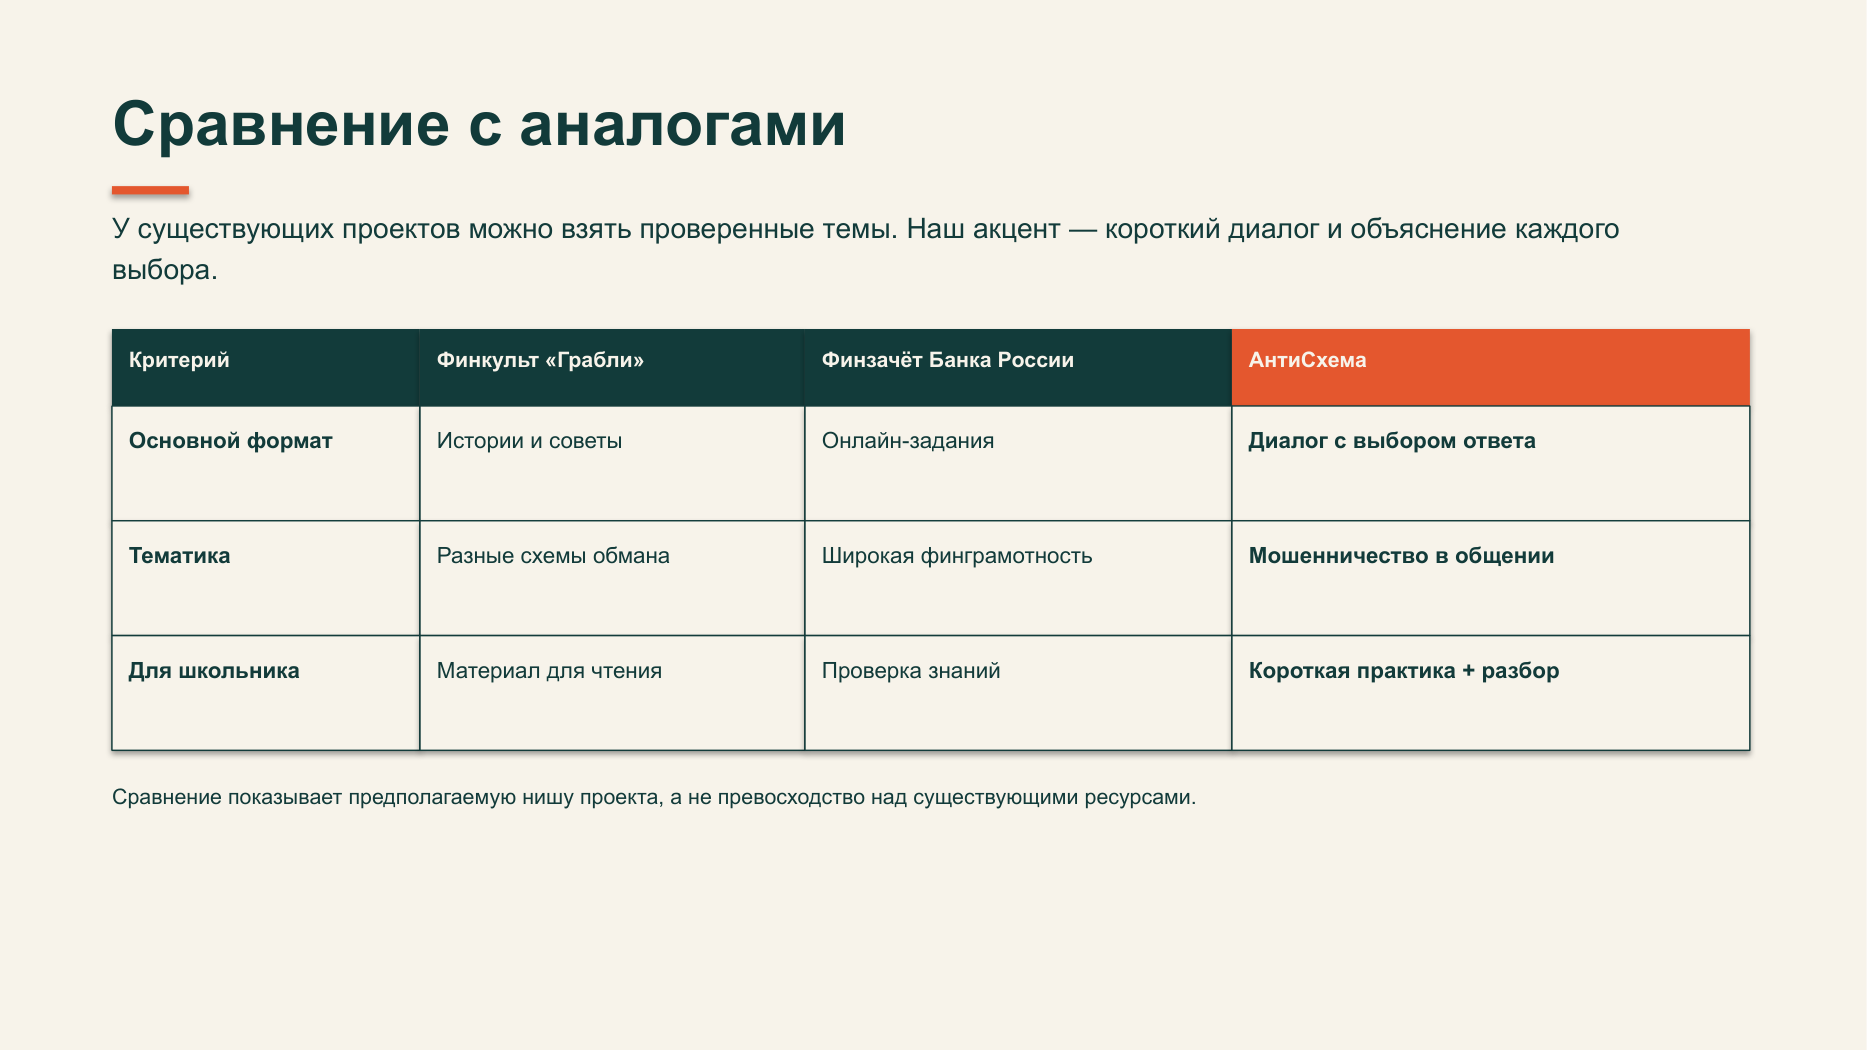 Сравнение с аналогами
У существующих проектов можно взять проверенные темы. Наш акцент — короткий диалог и объяснение каждого
выбора.
Критерий Финкульт «Грабли» Финзачёт Банка России АнтиСхема
Основной формат Истории и советы Онлайн-задания Диалог с выбором ответа
Тематика Разные схемы обмана Широкая финграмотность Мошенничество в общении
Для школьника Материал для чтения Проверка знаний Короткая практика + разбор
Сравнение показывает предполагаемую нишу проекта, а не превосходство над существующими ресурсами.